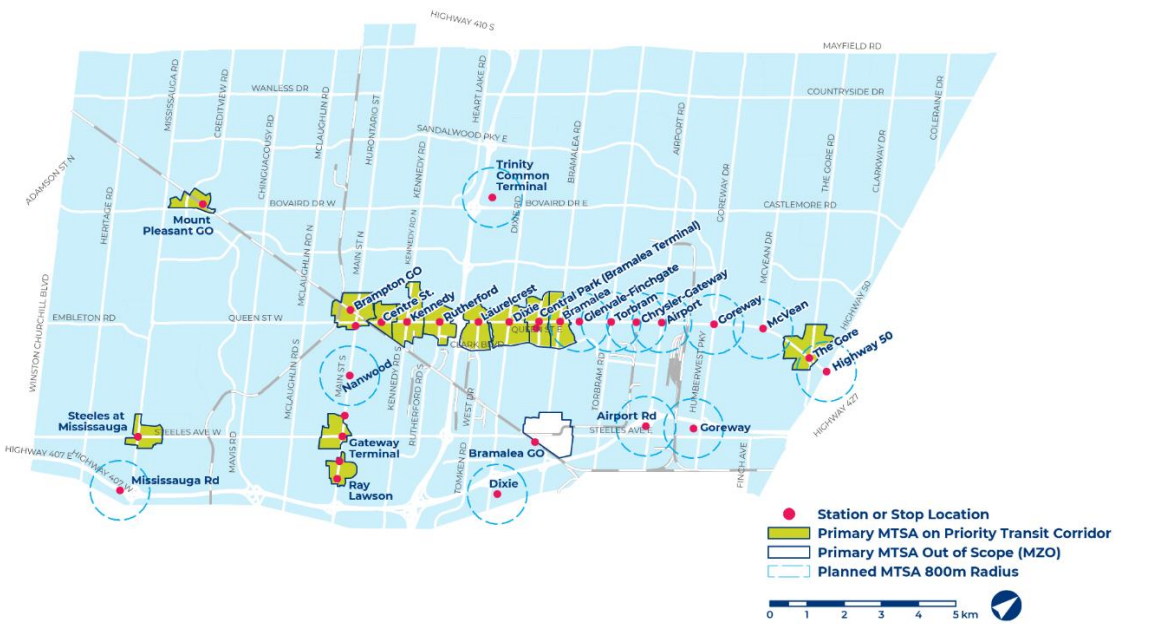 HIGHWAY 410 S
MAYFIELD RD
MISSISSAUGA RD
CREDITVIEW RD
WANLESS DR
CHINGUACOUSY RD
MCLAUGHLIN RD
HURONTARIO ST
HEART LAKE RD
COUNTRYSIDE DR
COLERAINE DR
SANDALWOOD PKY E
KENNEDY RD
BRAMALEA RD
AIRPORT RD
GOREWAY DR
THE GORE RD
CLARKWAY DR
ADAMSON ST N
HERITAGE RD
Mount
Pleasant GO
BOVAIRD DR W
Trinity
Common
Terminal
DIXIE RD
BOVAIRD DR E
CASTLEMORE RD
MCLAUGHLIN RD N
MAIN ST N
KENNEDY RD N
MCVEAN DR
HIGHWAY 50
WINSTON CHURCHILL BLVD
EMBLETON RD
QUEEN ST W
Brampton GO
Centre St.
Kennedy
Rutherford
Laurelcrest
Dixie
Central Park (Bramalea Terminal)
Bramalea
Glenvale-Finchgate
Torbram
Chrysler-Gateway
Airport
Goreway
McVean
The Gore
Highway 50
QUEEN ST E
CLARK BLVD
MCLAUGHLIN RD S
MAIN ST S
Nanwood
KENNEDY RD S
RUTHERFORD RD S
WEST DR
TORBRAM RD
HUMBERWEST PKY
HIGHWAY 427
Steeles at
Mississauga
STEELES AVE W
MAVIS RD
Gateway
Terminal
TOMKEN RD
Bramalea GO
Airport Rd
STEELES AVE E
Goreway
FINCH AVE
HIGHWAY 407 E
HIGHWAY 407 W
Mississauga Rd
Ray
Lawson
Dixie
Station or Stop Location
Primary MTSA on Priority Transit Corridor
Primary MTSA Out of Scope (MZO)
Planned MTSA 800m Radius
0 1 2 3 4 5 km